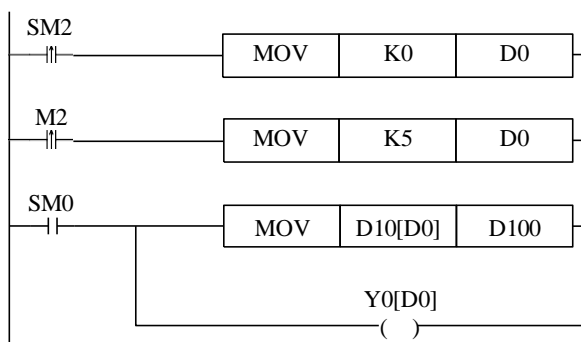 SM2
MOV K0 D0
M2
MOV K5 D0
SM0
MOV D10[D0] D100
Y0[D0]
( )